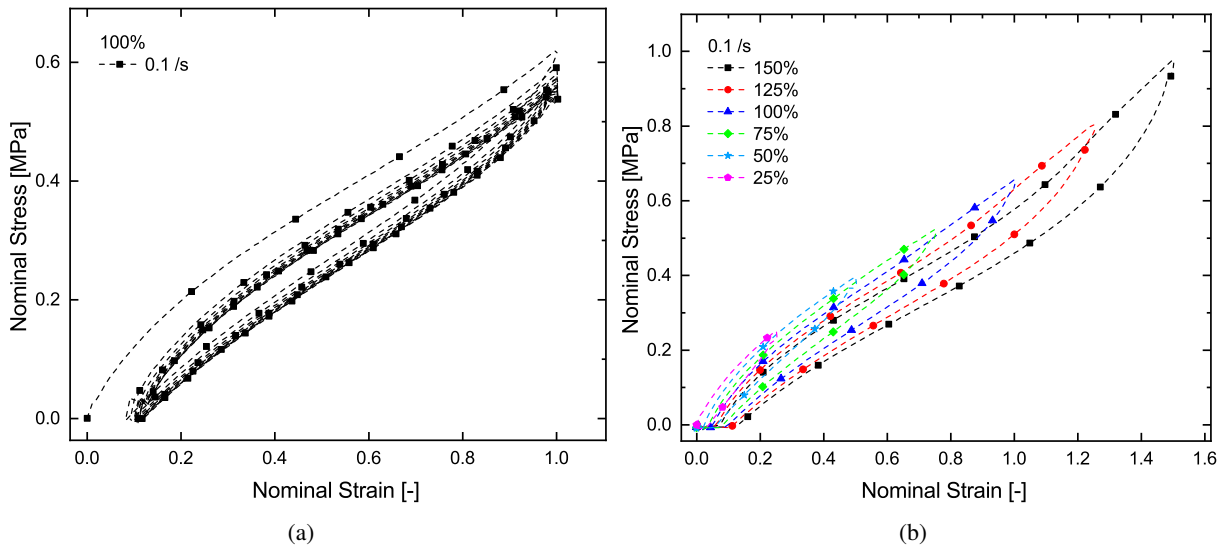 100%
0.1 /s
0.6
0.4
0.2
0.0
Nominal Stress [MPa]
0.0 0.2 0.4 0.6 0.8 1.0
Nominal Strain [-]
(a)
0.1 /s
150%
125%
100%
75%
50%
25%
1.0
0.8
0.6
0.4
0.2
0.0
Nominal Stress [MPa]
0.0 0.2 0.4 0.6 0.8 1.0 1.2 1.4 1.6
Nominal Strain [-]
(b)